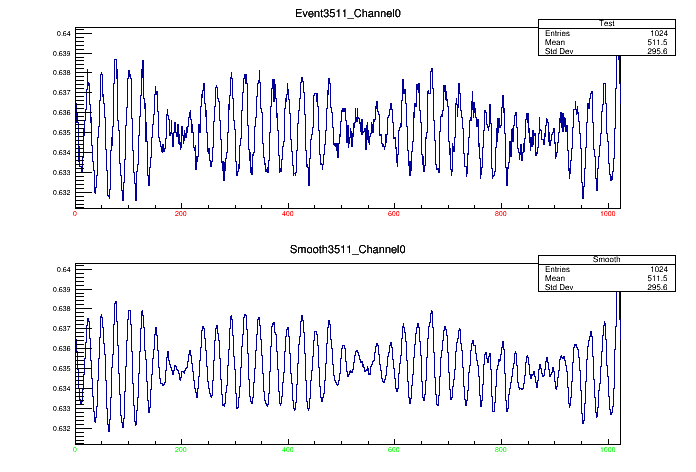 Event3511_Channel0
Test
Entries 1024
Mean 511.5
Std Dev 295.6
0.64
0.639
0.638
0.637
0.636
0.635
0.634
0.633
0.632
0 200 400 600 800 1000
Smooth3511_Channel0
Smooth
Entries 1024
Mean 511.5
Std Dev 295.6
0.64
0.639
0.638
0.637
0.636
0.635
0.634
0.633
0.632
0 200 400 600 800 1000